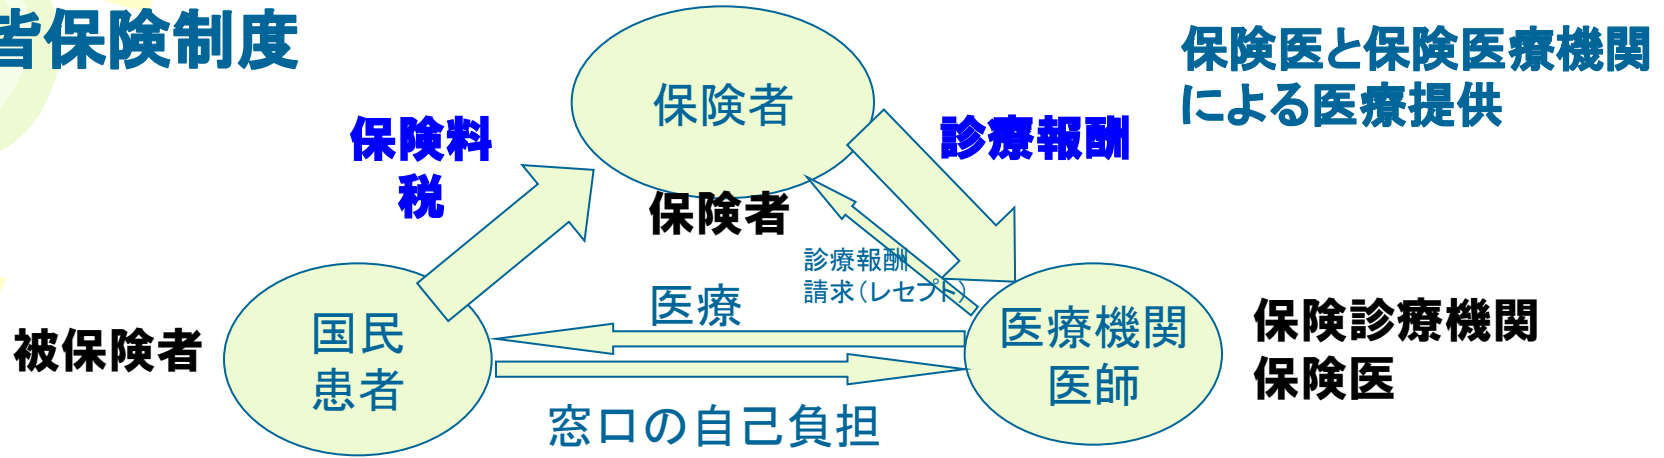 皆保険制度
保険者
保険医と保険医療機関
による医療提供
保険料
税
診療報酬
保険者
診療報酬
請求(レセプト)
医療
国民
患者
被保険者
医療機関
医師
保険診療機関
保険医
窓口の自己負担